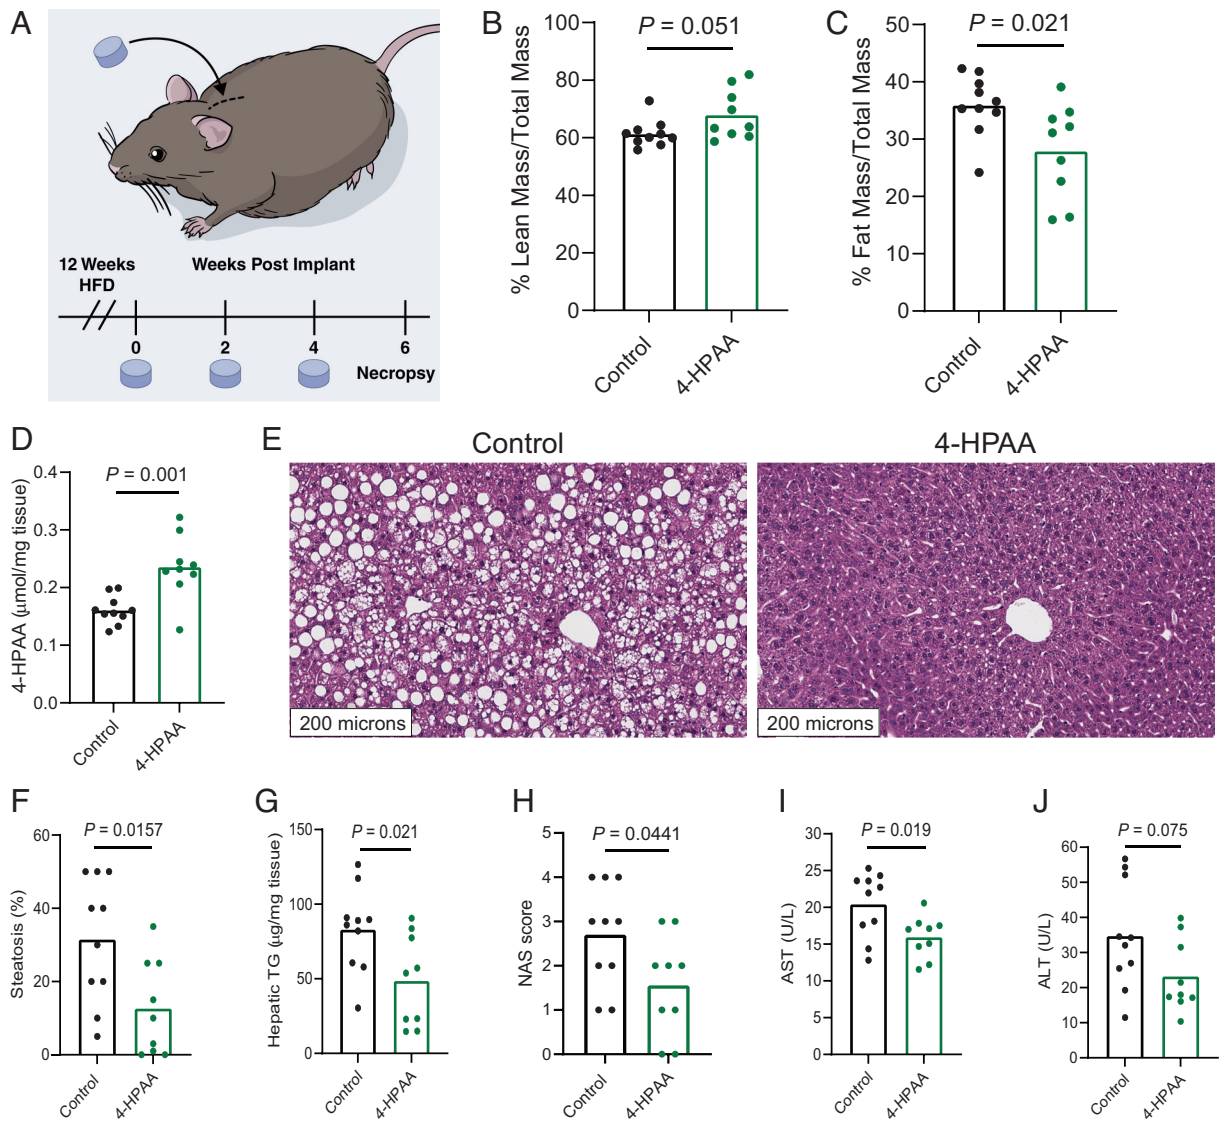 A
12 Weeks
HFD
Weeks Post Implant
0
2
4
6
Necropsy
B
P = 0.051
% Lean Mass/Total Mass
100
80
60
40
20
0
Control
4-HPAA
C
P = 0.021
% Fat Mass/Total Mass
50
40
30
20
10
0
Control
4-HPAA
D
P = 0.001
4-HPAA (μmol/mg tissue)
0.4
0.3
0.2
0.1
0.0
Control
4-HPAA
E
Control
4-HPAA
200 microns
200 microns
F
P = 0.0157
Steatosis (%)
60
40
20
0
Control
4-HPAA
G
P = 0.021
Hepatic TG (μg/mg tissue)
150
100
50
0
Control
4-HPAA
H
P = 0.0441
NAS score
5
4
3
2
1
0
Control
4-HPAA
I
P = 0.019
AST (U/L)
30
25
20
15
10
5
0
Control
4-HPAA
J
P = 0.075
ALT (U/L)
60
50
40
30
20
10
0
Control
4-HPAA